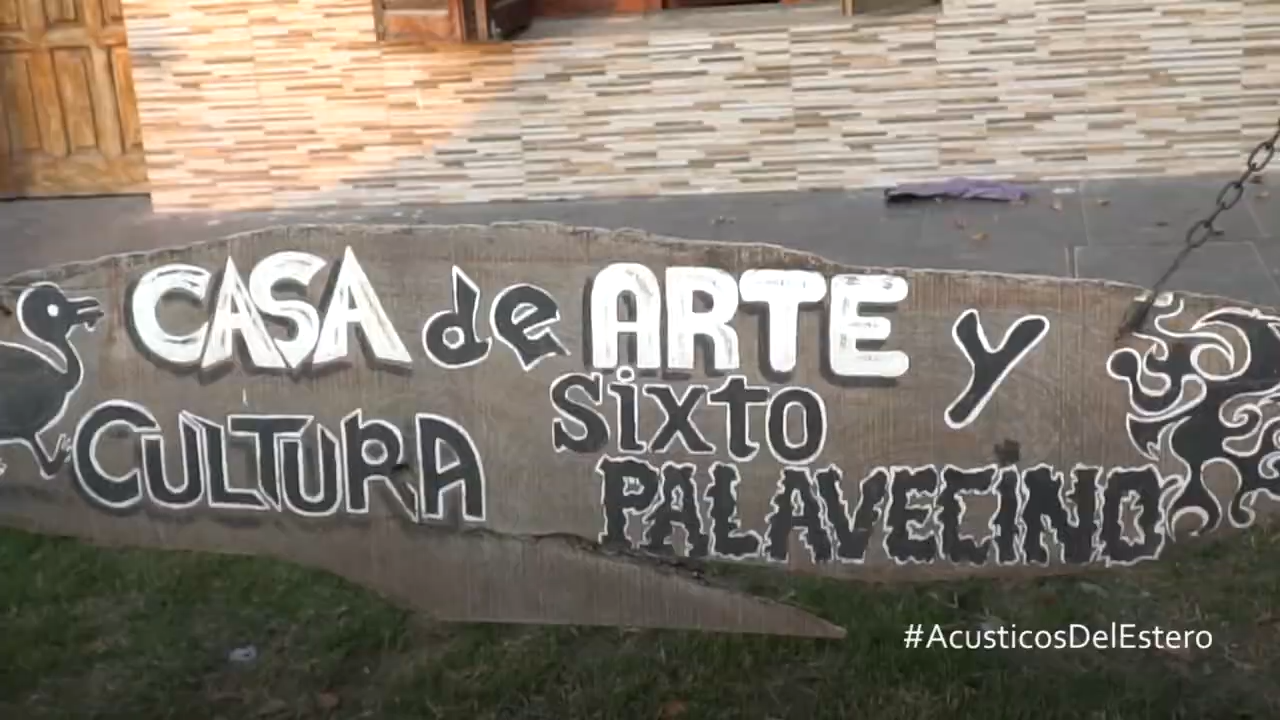 CASA de ARTE y
CULTURA sixto
PALAVECINO
#AcusticosDelEstero